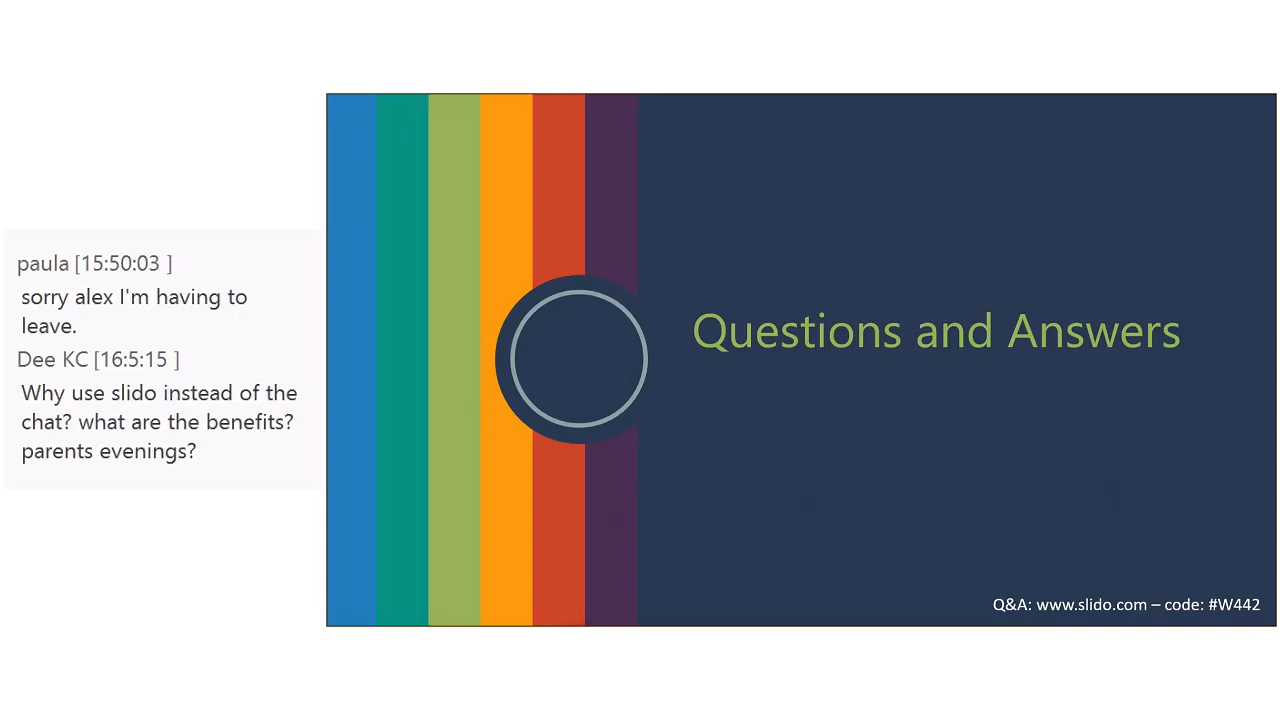 paula [15:50:03 ]
sorry alex I'm having to
leave.
Dee KC [16:5:15 ]
Why use slido instead of the
chat? what are the benefits?
parents evenings?
Questions and Answers
Q&A: www.slido.com – code: #W442